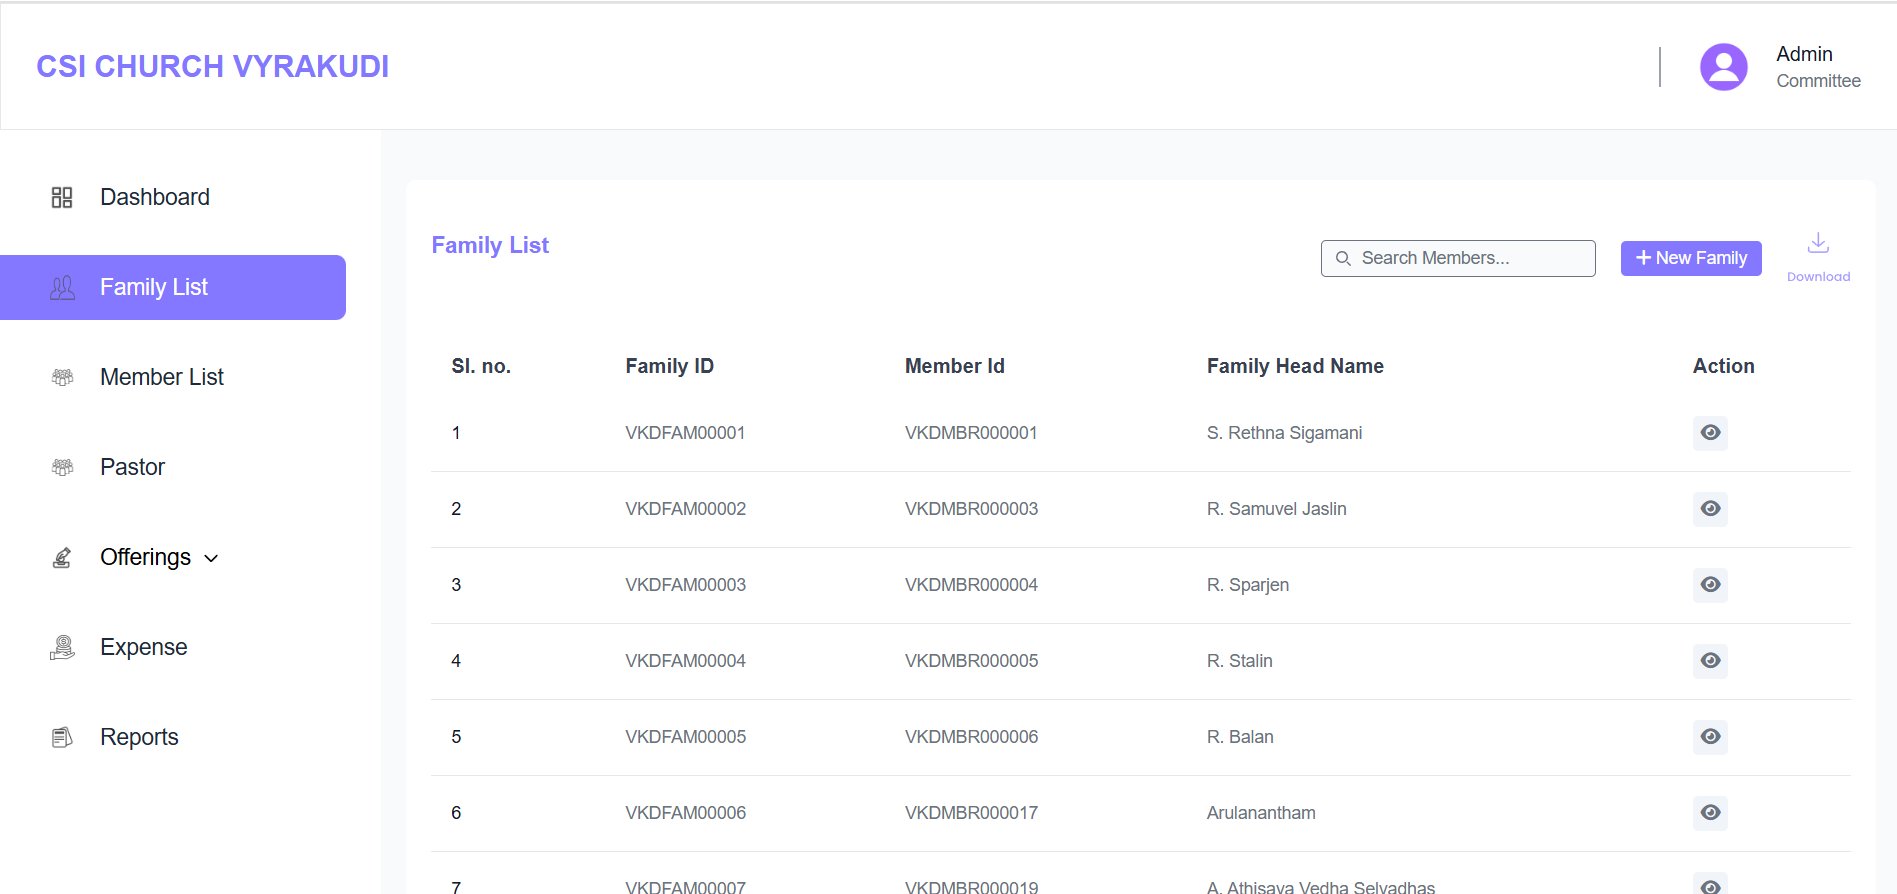 CSI CHURCH VYRAKUDI
Admin
Committee
Dashboard
Family List
Member List
Pastor
Offerings
Expense
Reports
Family List
Search Members...
+ New Family
Download
Sl. no. Family ID Member Id Family Head Name Action
1 VKDFAM00001 VKDMBR000001 S. Rethna Sigamani
2 VKDFAM00002 VKDMBR000003 R. Samuvel Jaslin
3 VKDFAM00003 VKDMBR000004 R. Sparjen
4 VKDFAM00004 VKDMBR000005 R. Stalin
5 VKDFAM00005 VKDMBR000006 R. Balan
6 VKDFAM00006 VKDMBR000017 Arulanantham
7 VKDFAM00007 VKDMBR000019 A. Athisaya Vedha Selvadhas